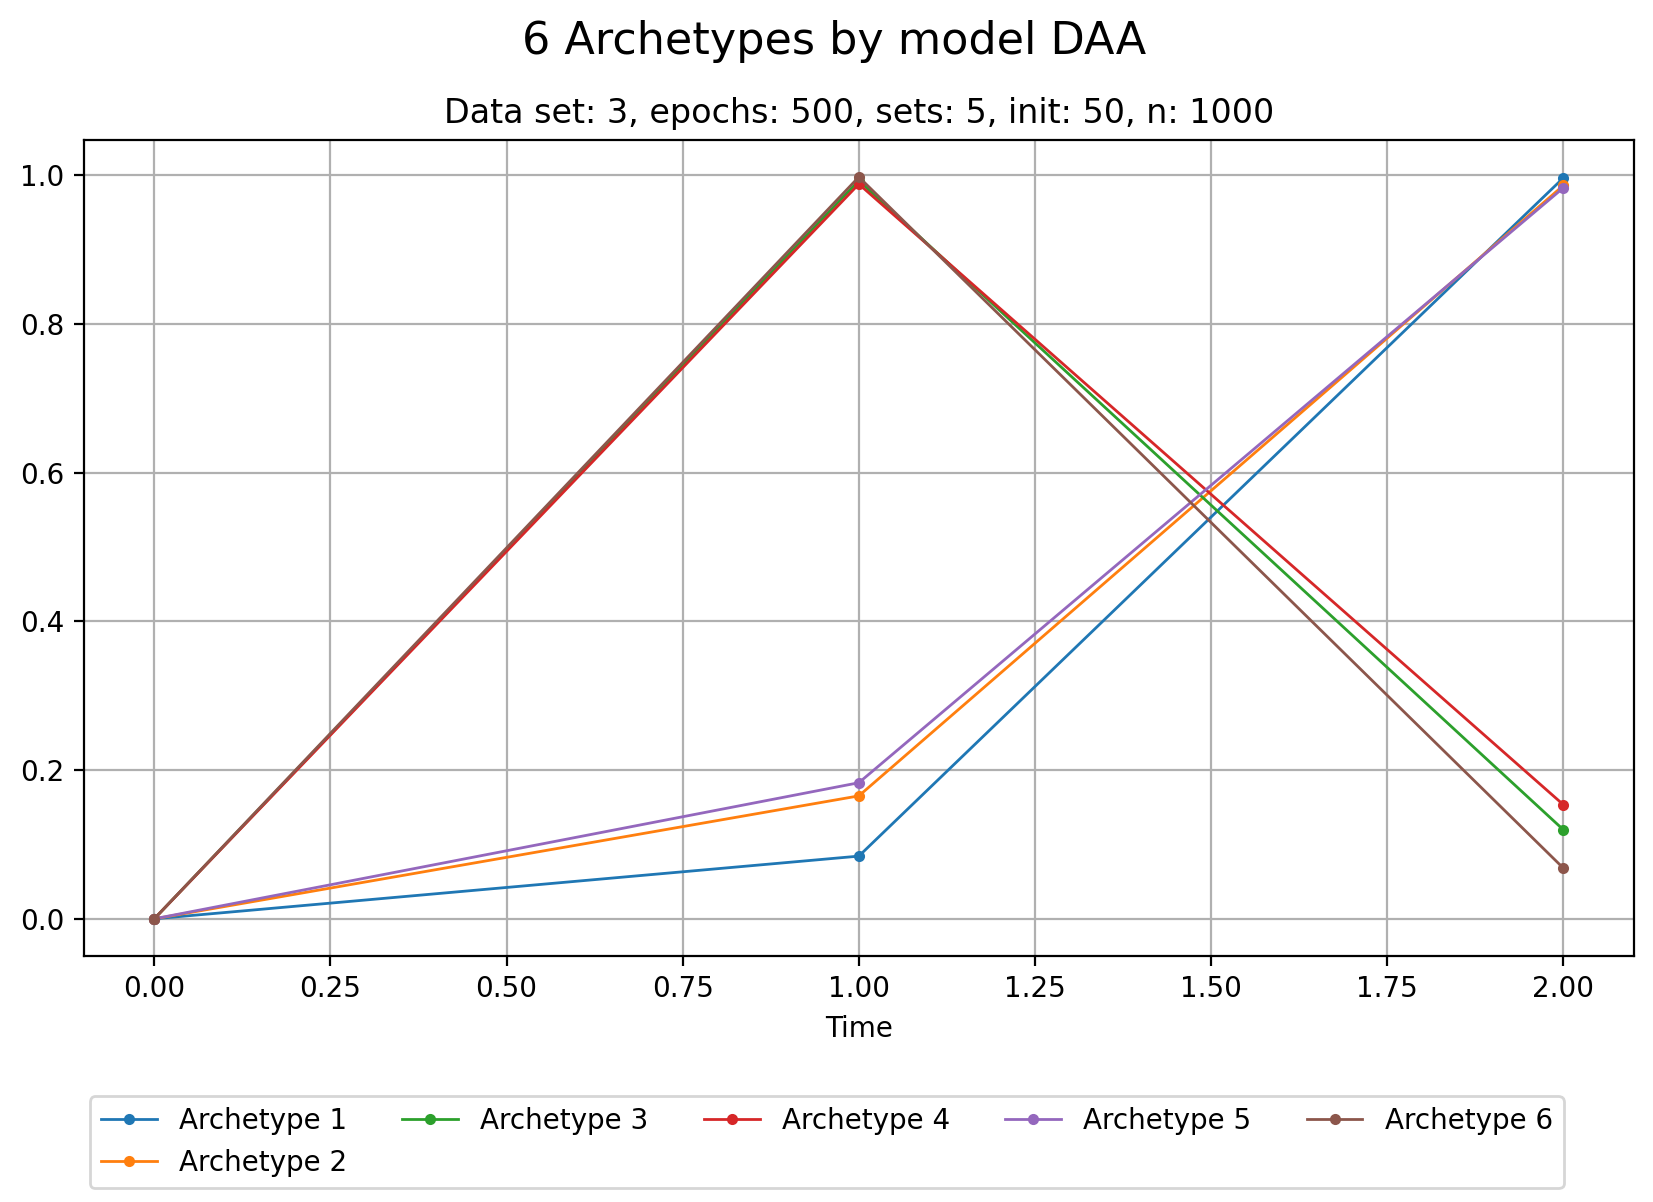 6 Archetypes by model DAA
Data set: 3, epochs: 500, sets: 5, init: 50, n: 1000
1.0
0.8
0.6
0.4
0.2
0.0
0.00 0.25 0.50 0.75 1.00 1.25 1.50 1.75 2.00
Time
Archetype 1 Archetype 3 Archetype 4 Archetype 5 Archetype 6
Archetype 2